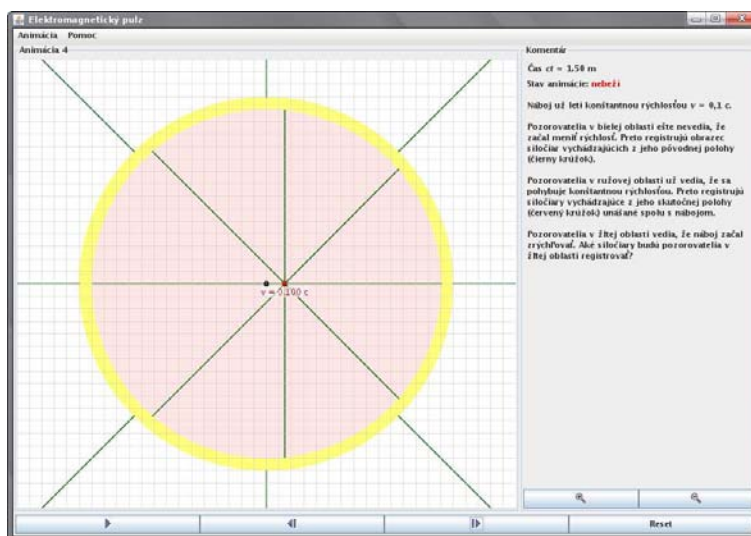 Elektromagnetický pulz
Animácia Pomoc
Animácia 4
v = 0,100 c
Komentár
Čas ct = 1,50 m
Stav animácie: nebeží
Náboj už letí konštantnou rýchlosťou v = 0,1 c.
Pozorovatelia v bielej oblasti ešte nevedia, že
začal meniť rýchlosť. Preto registrujú obrazec
siločiar vychádzajúcich z jeho pôvodnej polohy
(čierny krúžok).
Pozorovatelia v ružovej oblasti už vedia, že sa
pohybuje konštantnou rýchlosťou. Preto registrujú
siločiary vychádzajúce z jeho skutočnej polohy
(červený krúžok) unášané spolu s nábojom.
Pozorovatelia v žltej oblasti vedia, že náboj začal
zrýchľovať. Aké siločiary budú pozorovatelia v
žltej oblasti registrovať?
Reset